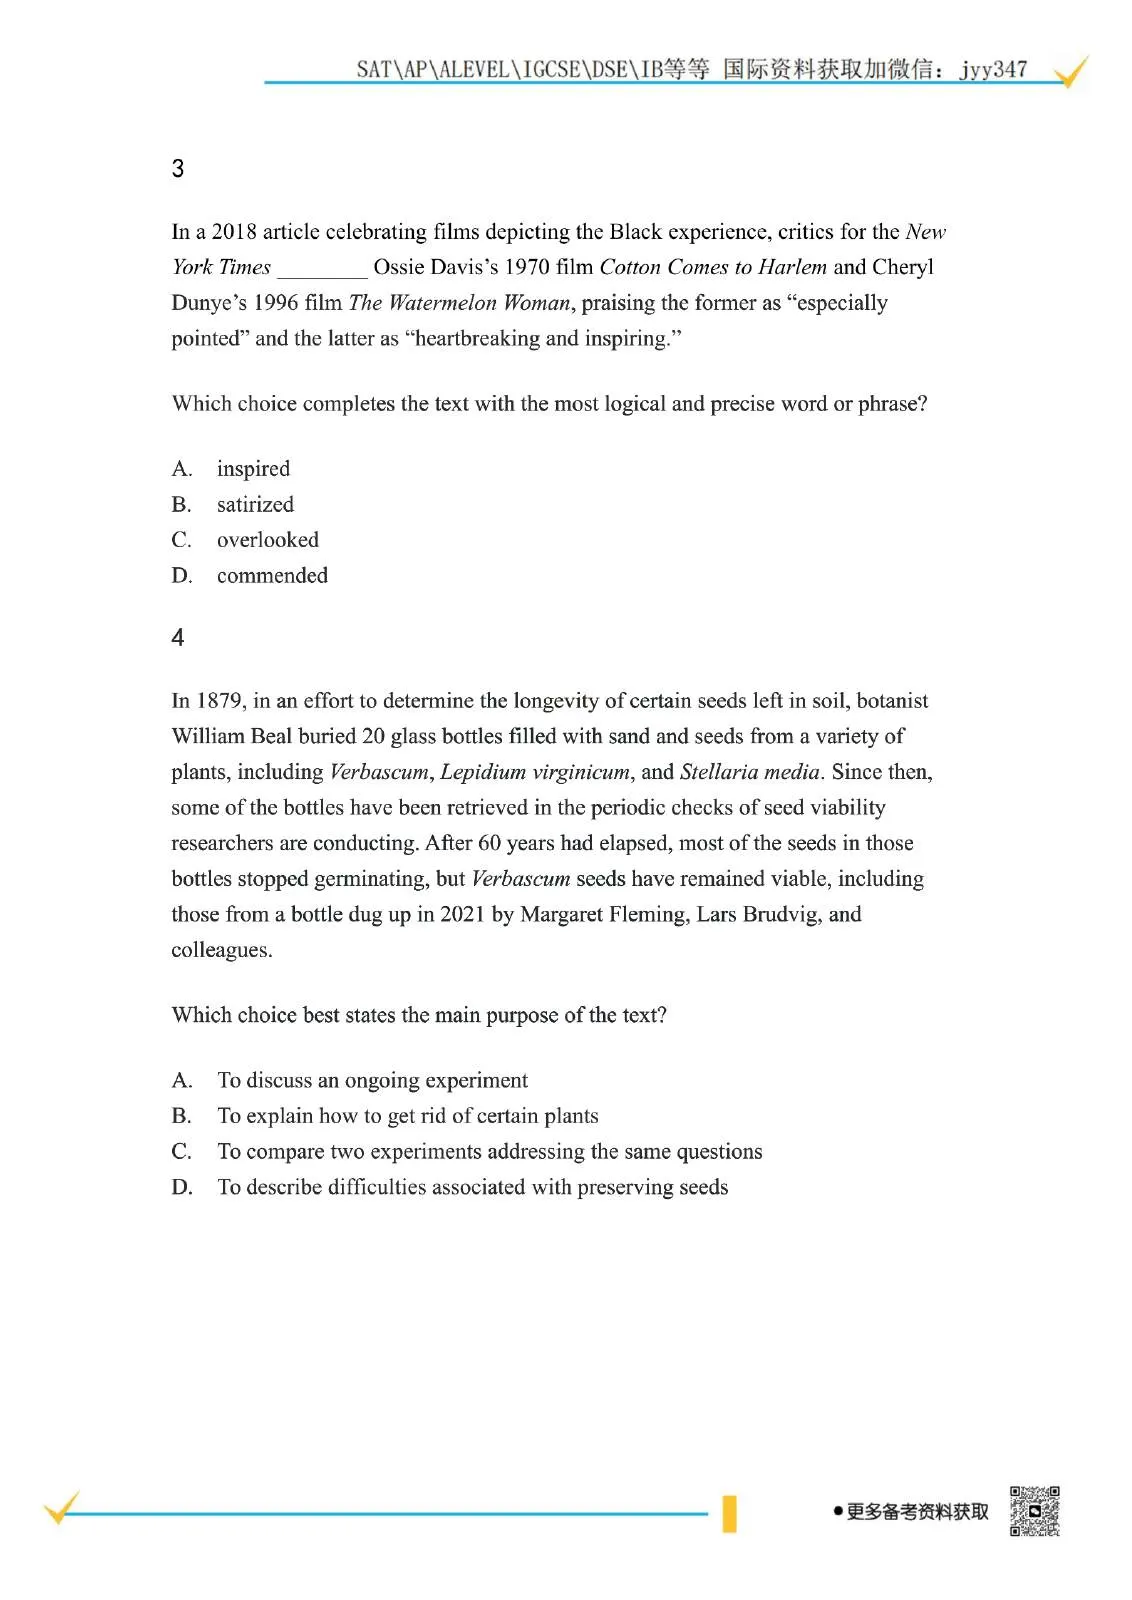 SAT\AP\ALEVEL\IGCSE\DSE\IB等等 国际资料获取加微信：jyy347
3
In a 2018 article celebrating films depicting the Black experience, critics for the New
York Times ________ Ossie Davis’s 1970 film Cotton Comes to Harlem and Cheryl
Dunye’s 1996 film The Watermelon Woman, praising the former as “especially
pointed” and the latter as “heartbreaking and inspiring.”
Which choice completes the text with the most logical and precise word or phrase?
A. inspired
B. satirized
C. overlooked
D. commended
4
In 1879, in an effort to determine the longevity of certain seeds left in soil, botanist
William Beal buried 20 glass bottles filled with sand and seeds from a variety of
plants, including Verbascum, Lepidium virginicum, and Stellaria media. Since then,
some of the bottles have been retrieved in the periodic checks of seed viability
researchers are conducting. After 60 years had elapsed, most of the seeds in those
bottles stopped germinating, but Verbascum seeds have remained viable, including
those from a bottle dug up in 2021 by Margaret Fleming, Lars Brudvig, and
colleagues.
Which choice best states the main purpose of the text?
A. To discuss an ongoing experiment
B. To explain how to get rid of certain plants
C. To compare two experiments addressing the same questions
D. To describe difficulties associated with preserving seeds
•更多备考资料获取